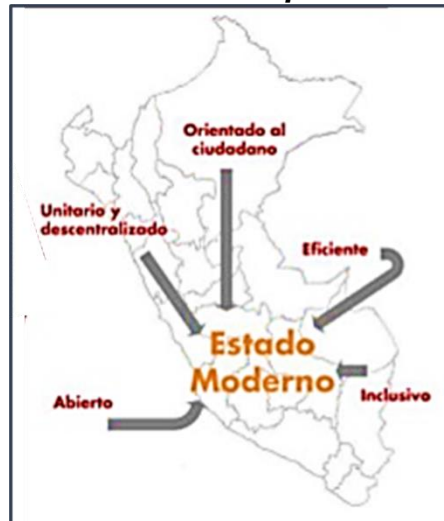 Orientado al
ciudadano
Unitario y
descentralizado
Eficiente
Estado
Moderno
Inclusivo
Abierto